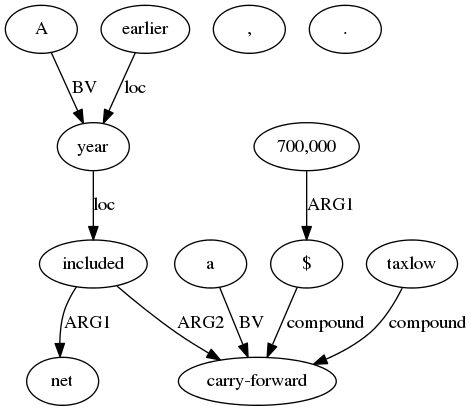 A earlier , .
BV loc
year 700,000
loc ARG1
included a $ taxlow
ARG1 ARG2 BV compound compound
net carry-forward